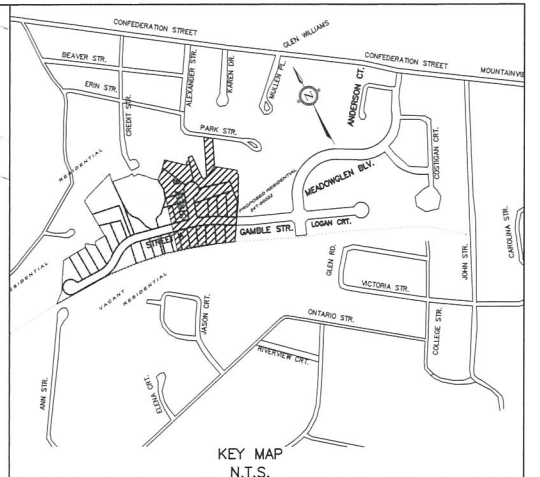 CONFEDERATION STREET
GLEN WILLIAMS
CONFEDERATION STREET
MOUNTAINVI
BEAVER STR.
ERIN STR.
CREDIT STR.
ALEXANDER STR.
KAREN DR.
MULLEN PL.
ANDERSON CT.
PARK STR.
COSTIGAN CRT.
RESIDENTIAL
PROPOSED RESIDENTIAL
MEADOWGLEN BLV.
STREET
GAMBLE STR.
LOGAN CRT.
JOHN STR.
CAROLINA STR.
RESIDENTIAL
VACANT
RESIDENTIAL
GLEN RD.
VICTORIA STR.
JASON CRT.
ONTARIO STR.
COLLEGE STR.
RIVERVIEW CRT.
ELENA CRT.
ANN STR.
KEY MAP
N.T.S.